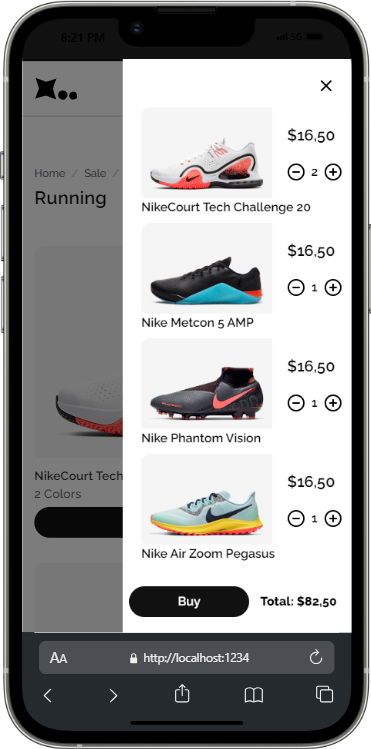 8:21 PM
5G
$16,50
2
NikeCourt Tech Challenge 20
Home / Sale /
Running
$16,50
1
Nike Metcon 5 AMP
$16,50
1
Nike Phantom Vision
NikeCourt Tech
2 Colors
$16,50
1
Nike Air Zoom Pegasus
Buy Total: $82,50
AA http://localhost:1234